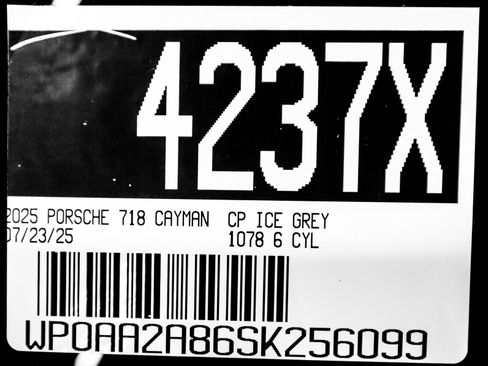 4237X
2025 PORSCHE 718 CAYMAN CP ICE GREY
07/23/25 1078 6 CYL
WP0AA2A86SK256099